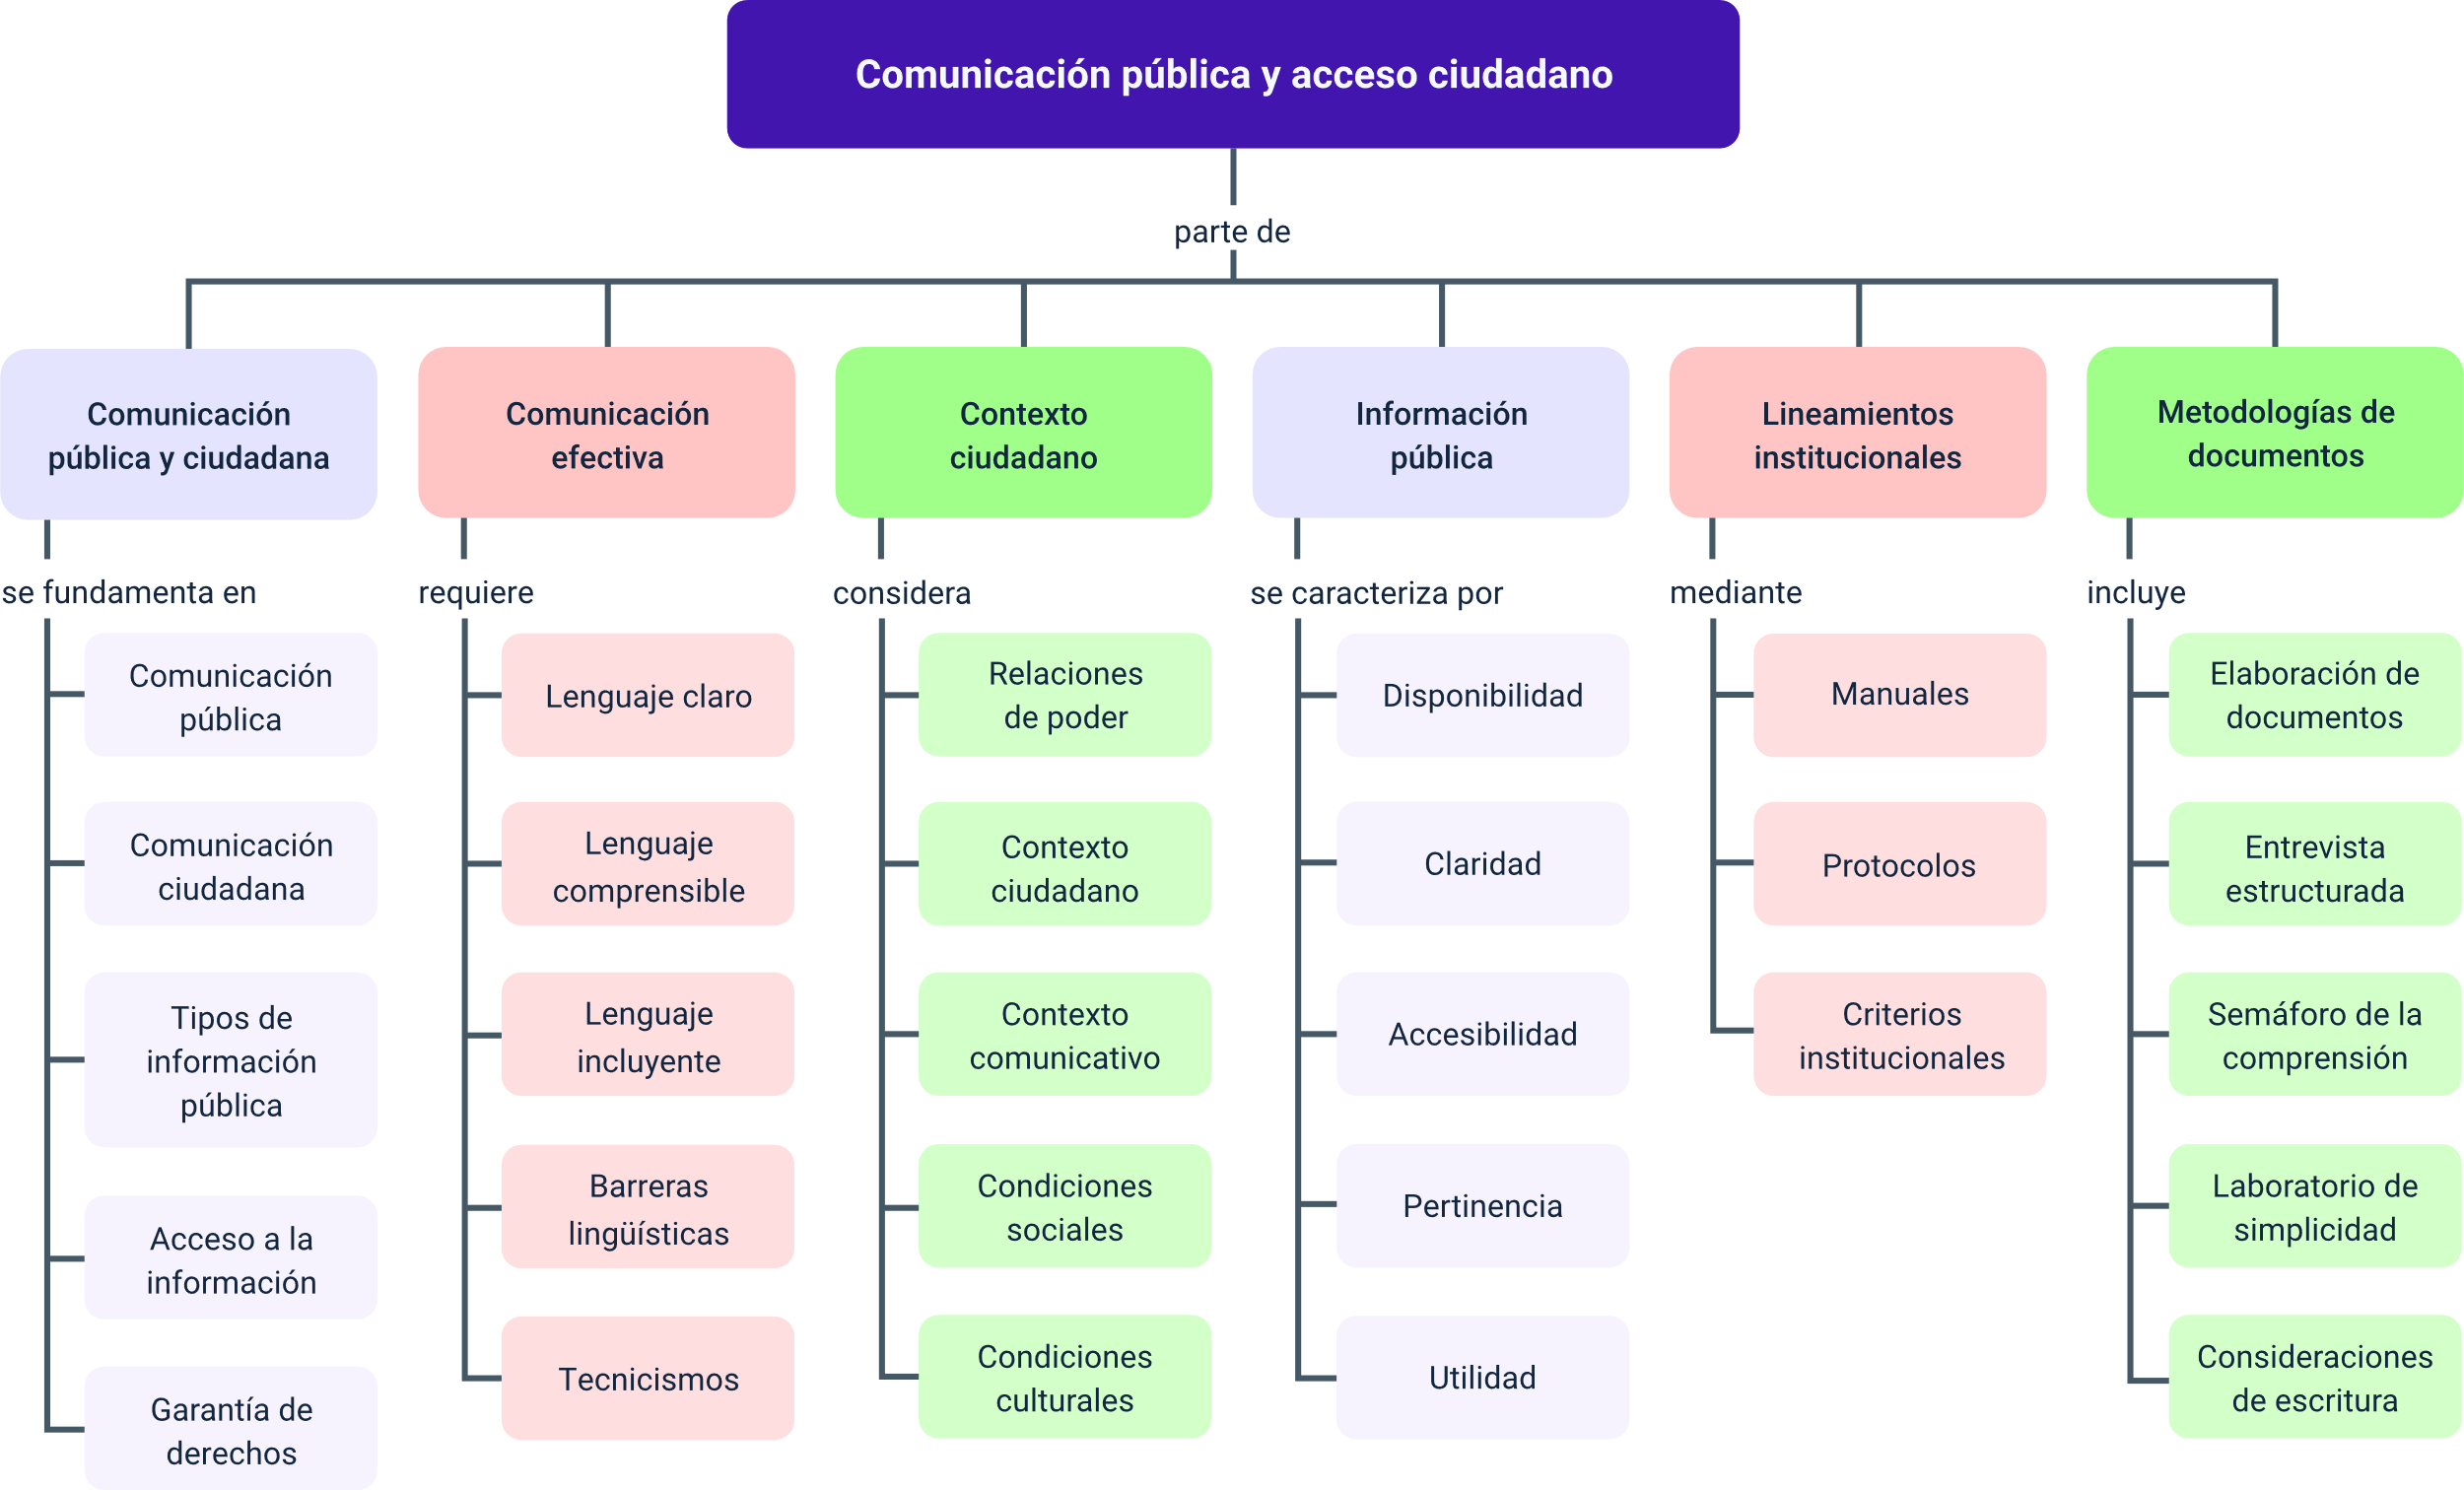 Comunicación pública y acceso ciudadano
parte de
Comunicación
pública y ciudadana
se fundamenta en
Comunicación
pública
Comunicación
ciudadana
Tipos de
información
pública
Acceso a la
información
Garantía de
derechos
Comunicación
efectiva
requiere
Lenguaje claro
Lenguaje
comprensible
Lenguaje
incluyente
Barreras
lingüísticas
Tecnicismos
Contexto
ciudadano
considera
Relaciones
de poder
Contexto
ciudadano
Contexto
comunicativo
Condiciones
sociales
Condiciones
culturales
Información
pública
se caracteriza por
Disponibilidad
Claridad
Accesibilidad
Pertinencia
Utilidad
Lineamientos
institucionales
mediante
Manuales
Protocolos
Criterios
institucionales
Metodologías de
documentos
incluye
Elaboración de
documentos
Entrevista
estructurada
Semáforo de la
comprensión
Laboratorio de
simplicidad
Consideraciones
de escritura